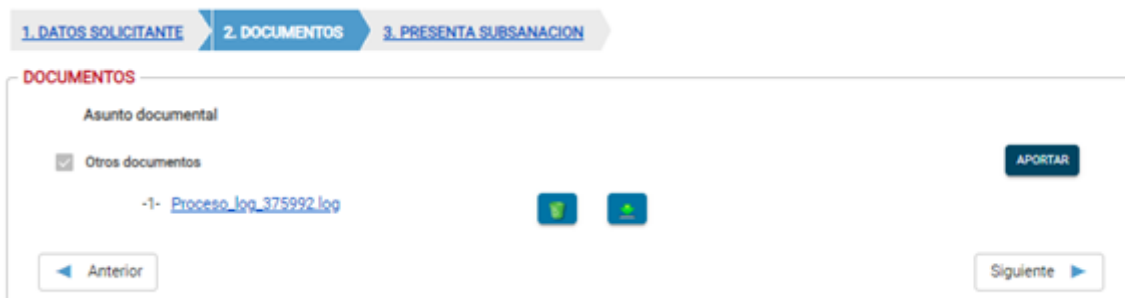 1. DATOS SOLICITANTE 2. DOCUMENTOS 3. PRESENTA SUBSANACION
DOCUMENTOS
Asunto documental
Otros documentos APORTAR
-1- Proceso_log_375992.log
Anterior Siguiente